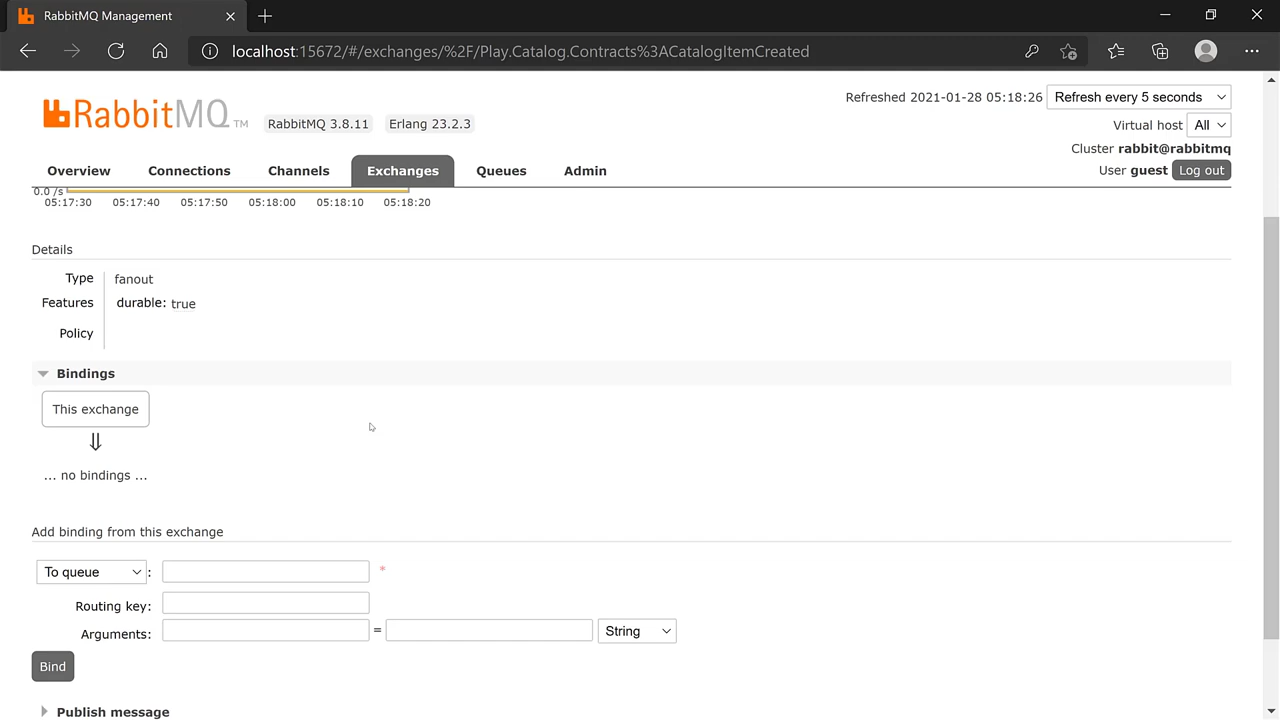 RabbitMQ Management
localhost:15672/#/exchanges/%2F/Play.Catalog.Contracts%3ACatalogItemCreated
RabbitMQ TM RabbitMQ 3.8.11 Erlang 23.2.3
Refreshed 2021-01-28 05:18:26 Refresh every 5 seconds
Virtual host All
Cluster rabbit@rabbitmq
User guest Log out
Overview Connections Channels Exchanges Queues Admin
0.0 /s
05:17:30 05:17:40 05:17:50 05:18:00 05:18:10 05:18:20
Details
Type fanout
Features durable: true
Policy
Bindings
This exchange
⇓
... no bindings ...
Add binding from this exchange
To queue : *
Routing key:
Arguments: = String
Bind
Publish message